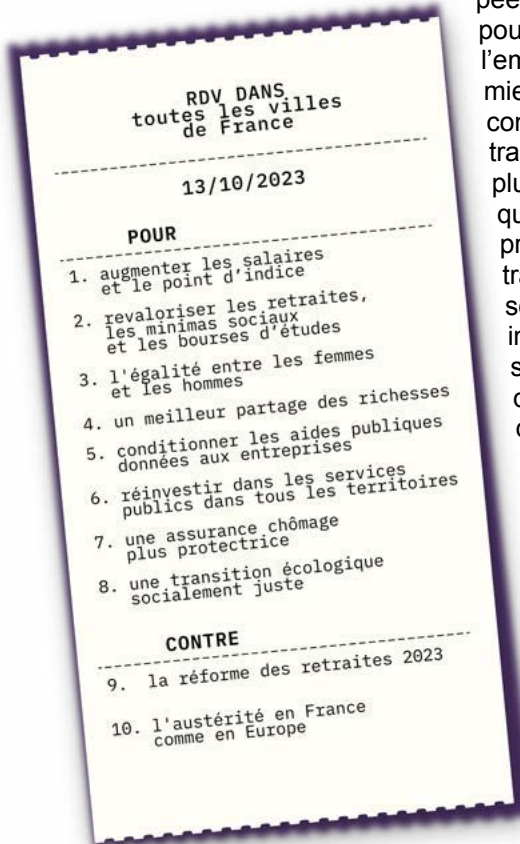 RDV DANS
toutes les villes
de France
13/10/2023
POUR
1. augmenter les salaires
et le point d'indice
2. revaloriser les retraites,
les minimas sociaux
et les bourses d'études
3. l'égalité entre les femmes
et les hommes
4. un meilleur partage des richesses
5. conditionner les aides publiques
données aux entreprises
6. réinvestir dans les services
publics dans tous les territoires
7. une assurance chômage
plus protectrice
8. une transition écologique
socialement juste
CONTRE
9. la réforme des retraites 2023
10. l'austérité en France
comme en Europe